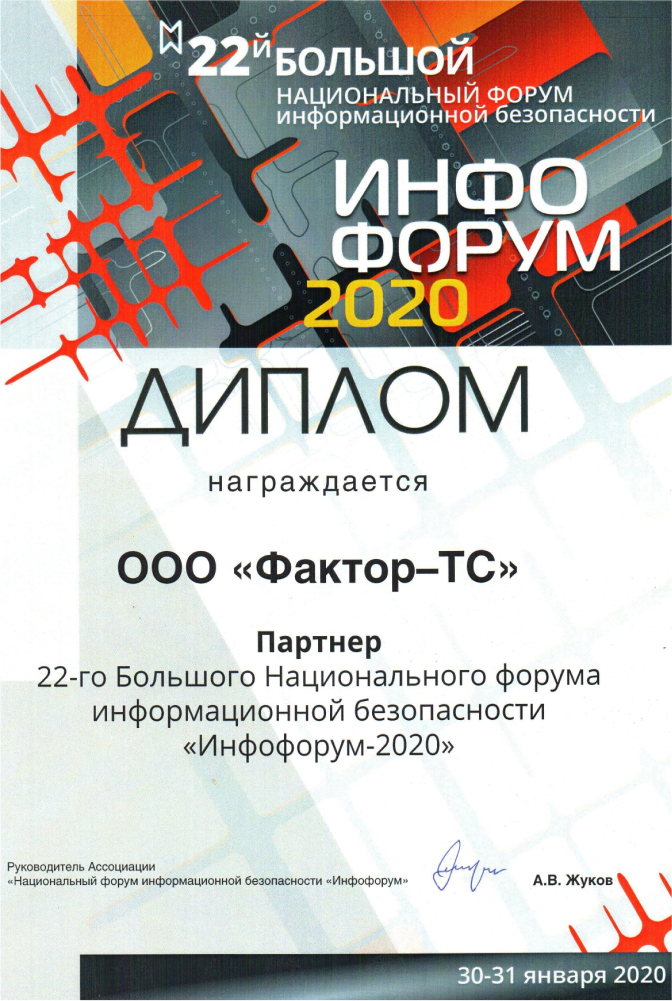 22й БОЛЬШОЙ
НАЦИОНАЛЬНЫЙ ФОРУМ
информационной безопасности
ИНФО
ФОРУМ
2020
ДИПЛОМ
награждается
ООО «Фактор–ТС»
Партнер
22-го Большого Национального форума
информационной безопасности
«Инфофорум-2020»
Руководитель Ассоциации
«Национальный форум информационной безопасности «Инфофорум»
А.В. Жуков
30-31 января 2020